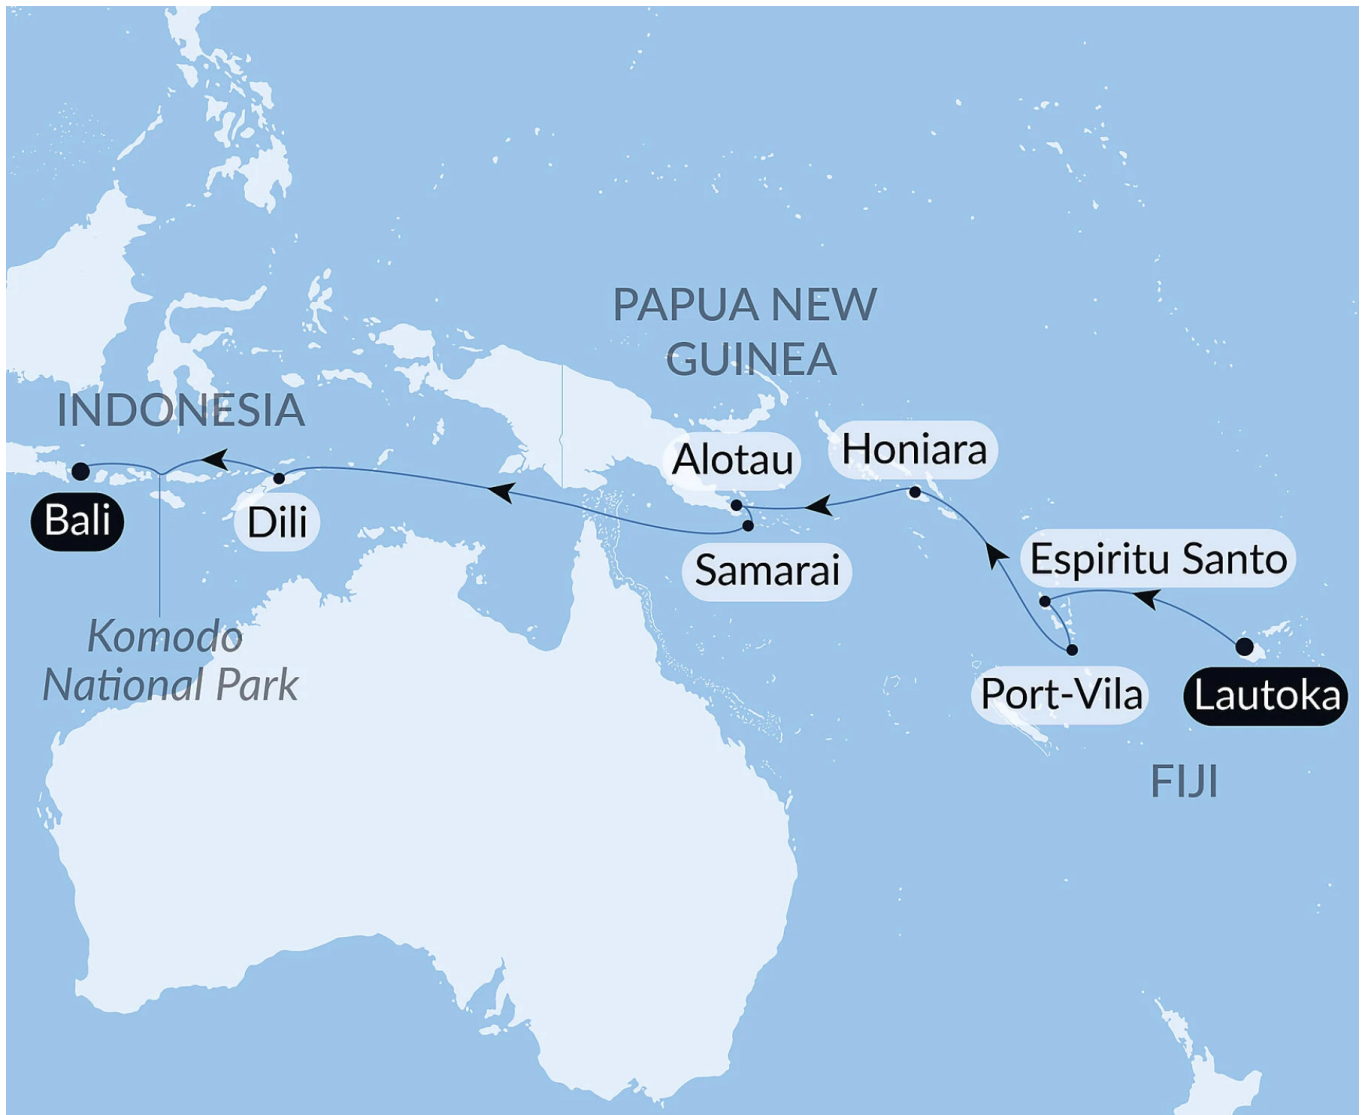 PAPUA NEW
GUINEA
INDONESIA
Alotau
Honiara
Bali
Dili
Samarai
Espiritu Santo
Komodo
National Park
Port-Vila
Lautoka
FIJI